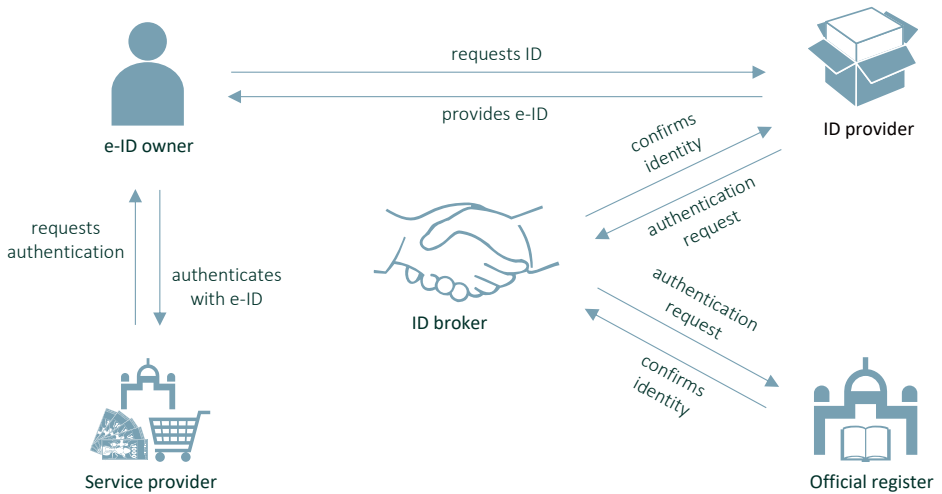 requests ID
provides e-ID
e-ID owner
ID provider
confirms
identity
authentication
request
requests
authentication
authenticates
with e-ID
ID broker
authentication
request
confirms
identity
Service provider
Official register